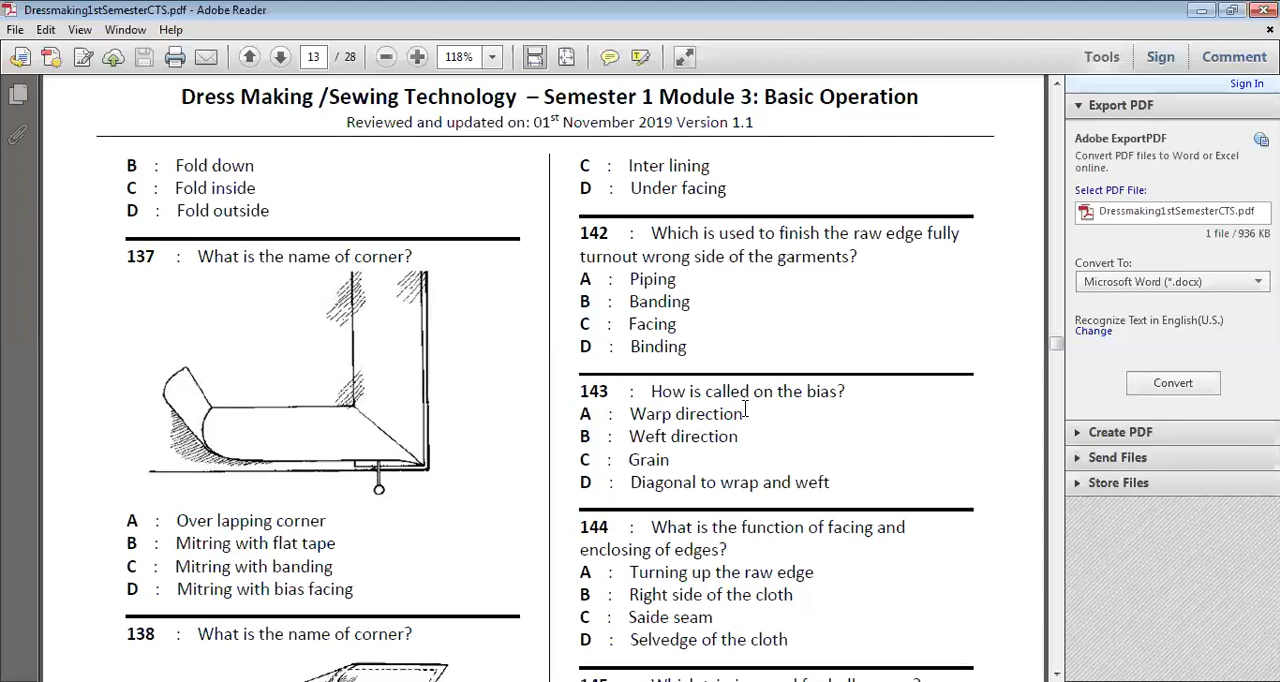 Dressmaking1stSemesterCTS.pdf - Adobe Reader
File Edit View Window Help
13 / 28 118% Tools Sign Comment
Dress Making /Sewing Technology – Semester 1 Module 3: Basic Operation
Reviewed and updated on: 01st November 2019 Version 1.1
B : Fold down
C : Fold inside
D : Fold outside
137 : What is the name of corner?
A : Over lapping corner
B : Mitring with flat tape
C : Mitring with banding
D : Mitring with bias facing
138 : What is the name of corner?
C : Inter lining
D : Under facing
142 : Which is used to finish the raw edge fully
turnout wrong side of the garments?
A : Piping
B : Banding
C : Facing
D : Binding
143 : How is called on the bias?
A : Warp direction
B : Weft direction
C : Grain
D : Diagonal to wrap and weft
144 : What is the function of facing and
enclosing of edges?
A : Turning up the raw edge
B : Right side of the cloth
C : Saide seam
D : Selvedge of the cloth
Sign In
Export PDF
Adobe ExportPDF
Convert PDF files to Word or Excel
online.
Select PDF File:
Dressmaking1stSemesterCTS.pdf
1 file / 936 KB
Convert To:
Microsoft Word (*.docx)
Recognize Text in English(U.S.)
Change
Convert
Create PDF
Send Files
Store Files